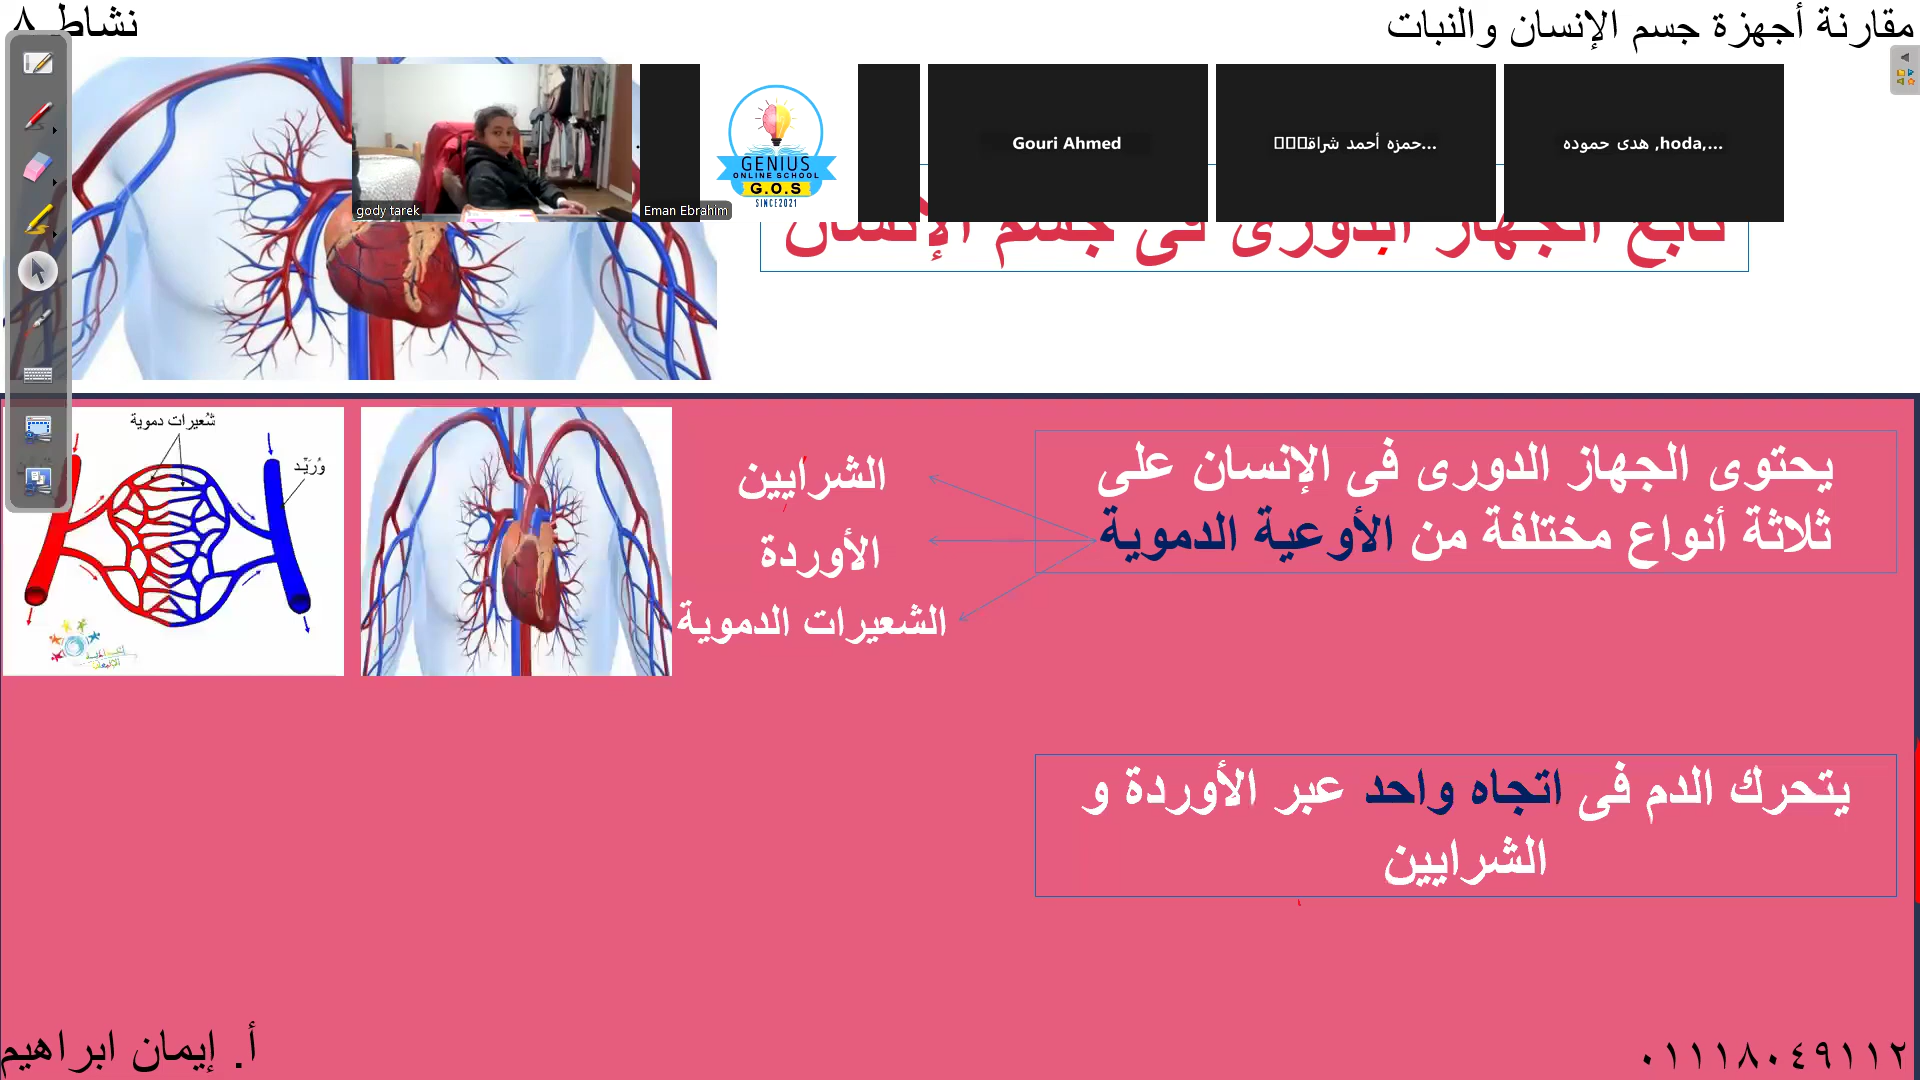 مقارنة أجهزة جسم الإنسان والنبات
نشاط ٨
gody tarek
Eman Ebrahim
GENIUS
ONLINE SCHOOL
G.O.S
SINCE2021
Gouri Ahmed
حمزه أحمد شراق...
هدى حموده ,hoda,...
تابع الجهاز الدورى فى جسم الإنسان
يحتوى الجهاز الدورى فى الإنسان على
ثلاثة أنواع مختلفة من الأوعية الدموية
الشرايين
الأوردة
الشعيرات الدموية
شُعيرات دموية
وُرَيِّد
يتحرك الدم فى اتجاه واحد عبر الأوردة و
الشرايين
أ. إيمان ابراهيم
٠١١١٨٠٤٩١١٢